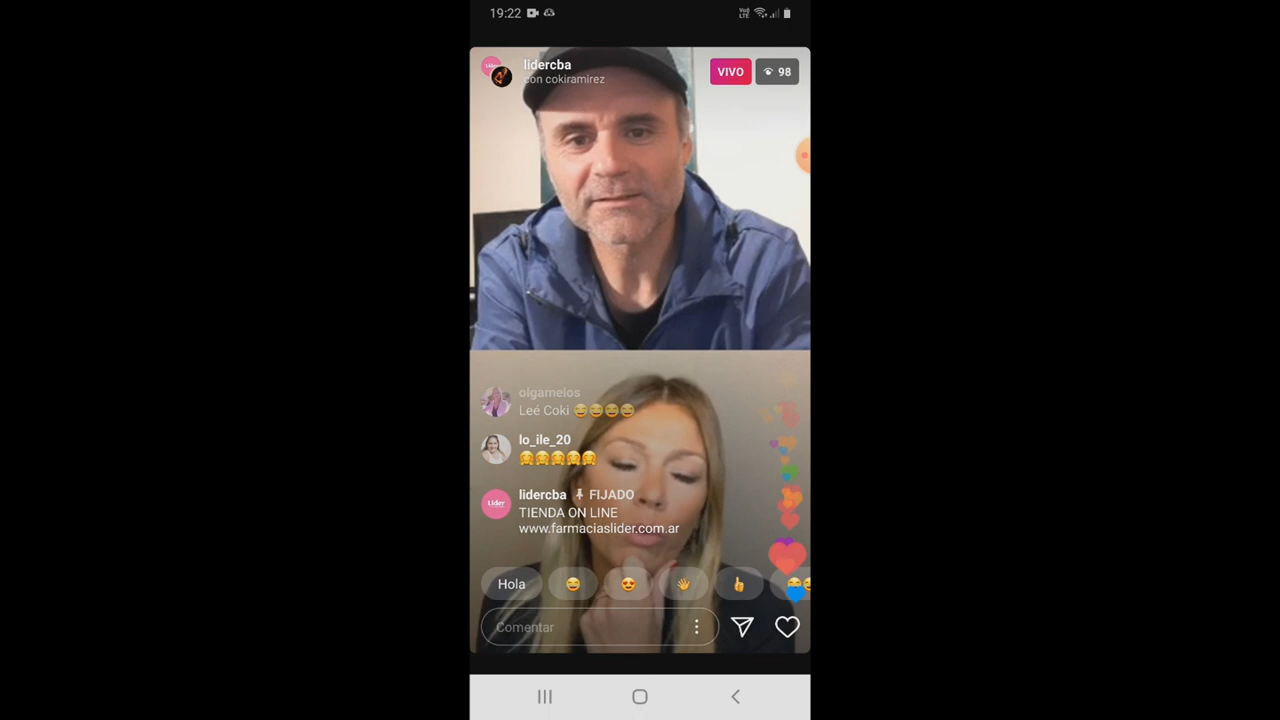 19:22
lidercba
con cokiramirez
VIVO
98
olgamelos
Leé Coki 😂😂😂😂
lo_ile_20
🤗🤗🤗🤗🤗
lidercba FIJADO
TIENDA ON LINE
www.farmaciaslider.com.ar
Líder
Hola
Comentar